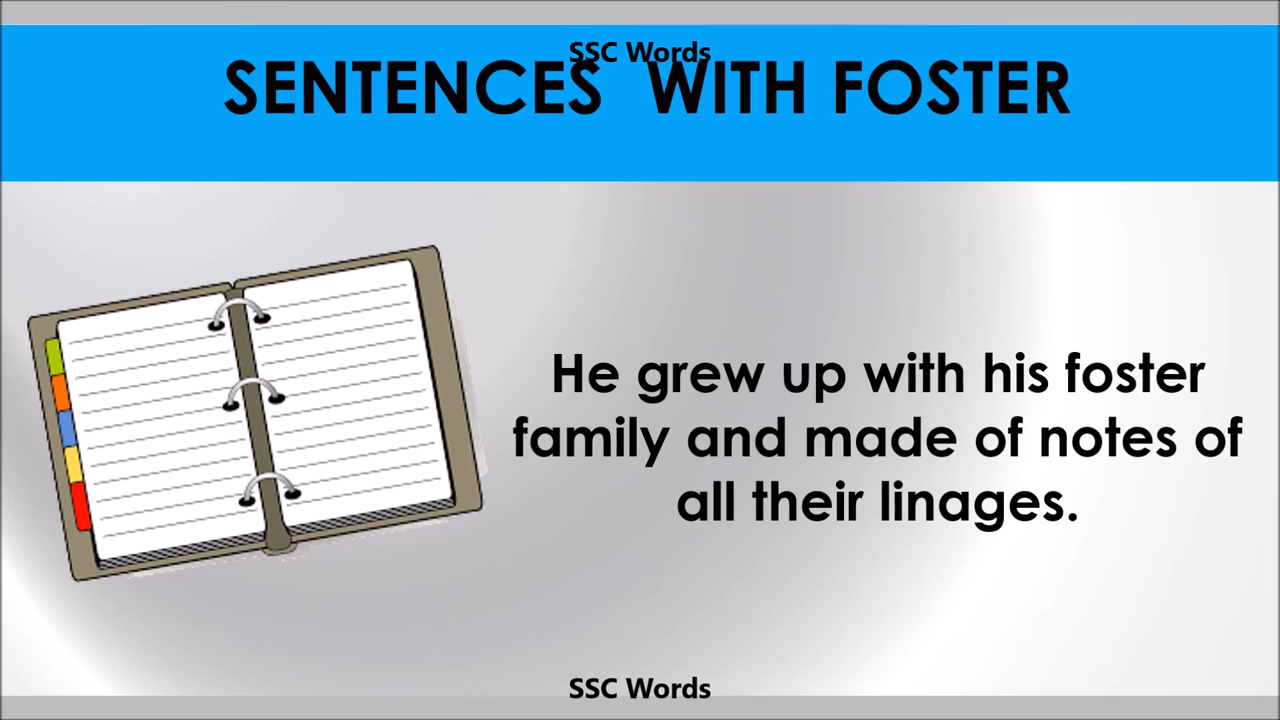 SSC Words
SENTENCES WITH FOSTER
He grew up with his foster
family and made of notes of
all their linages.
SSC Words